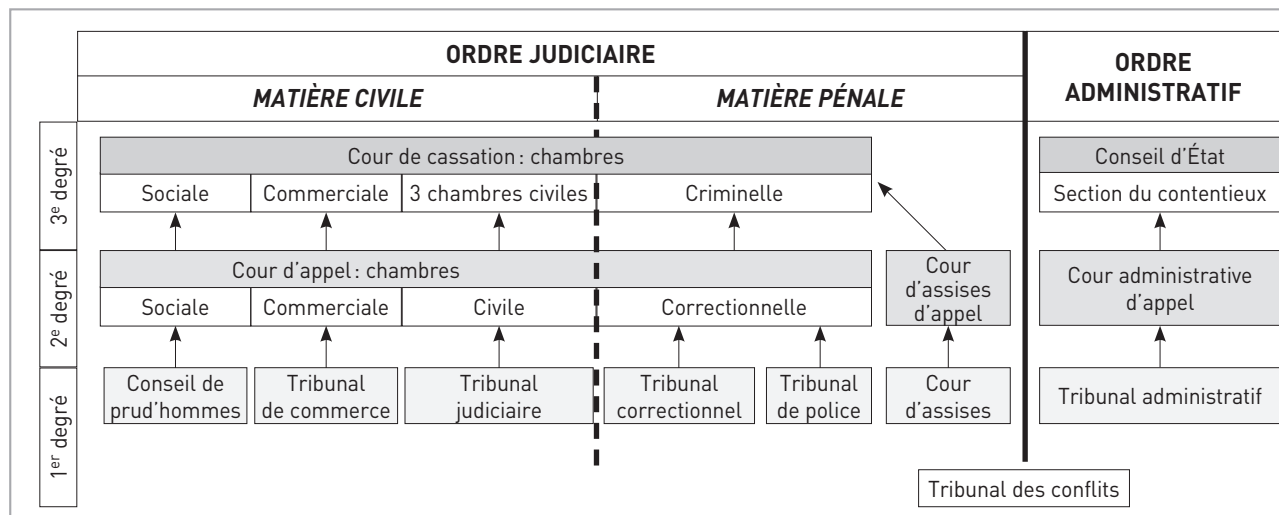 ORDRE JUDICIAIRE
ORDRE
ADMINISTRATIF
MATIÈRE CIVILE
MATIÈRE PÉNALE
3e degré
Cour de cassation : chambres
Conseil d’État
Sociale
Commerciale
3 chambres civiles
Criminelle
Section du contentieux
2e degré
Cour d’appel : chambres
Cour
d’assises
d’appel
Cour administrative
d’appel
Sociale
Commerciale
Civile
Correctionnelle
1er degré
Conseil de
prud’hommes
Tribunal
de commerce
Tribunal
judiciaire
Tribunal
correctionnel
Tribunal
de police
Cour
d’assises
Tribunal administratif
Tribunal des conflits